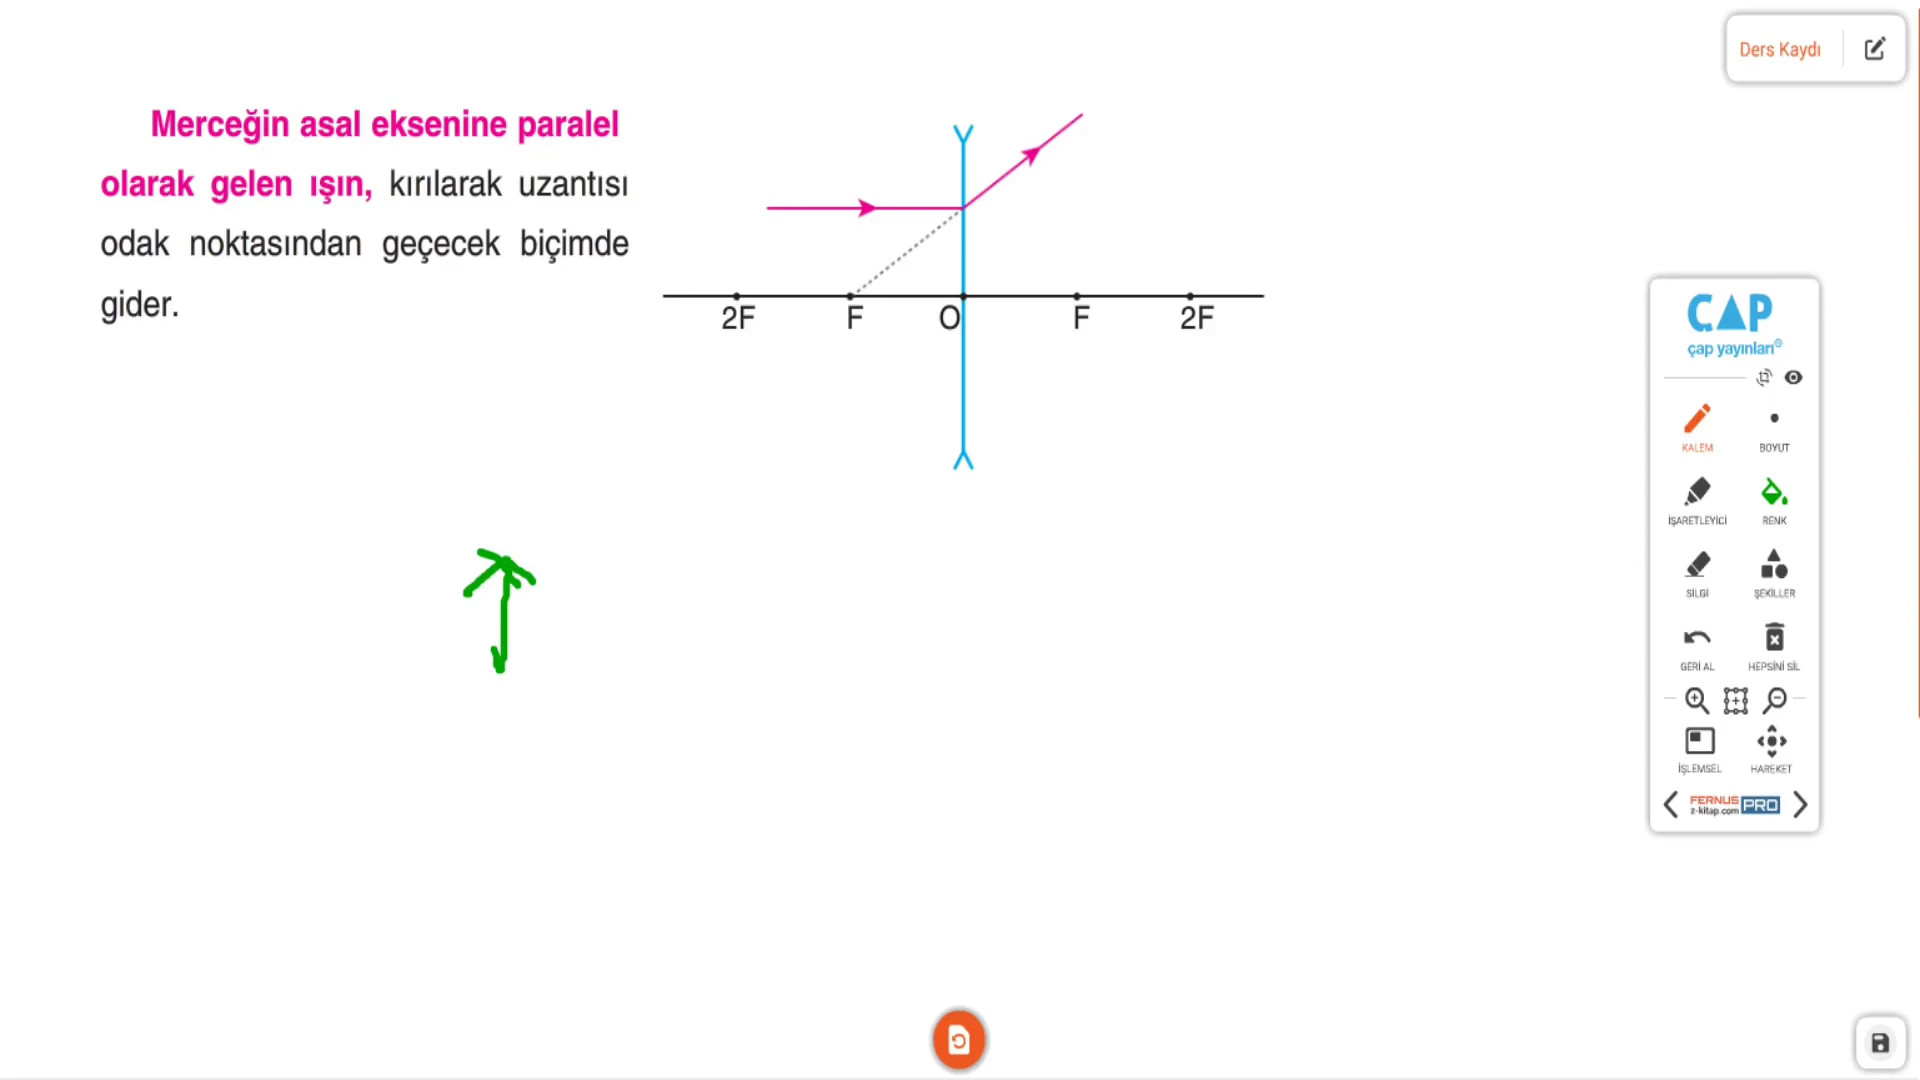 Ders Kaydı
Merceğin asal eksenine paralel
olarak gelen ışın, kırılarak uzantısı
odak noktasından geçecek biçimde
gider.
2F F O F 2F
ÇAP
çap yayınları®
KALEM BOYUT
İŞARETLEYİCİ RENK
SİLGİ ŞEKİLLER
GERİ AL HEPSİNİ SİL
İŞLEMSEL HAREKET
FERNUS PRO
z-kitap.com